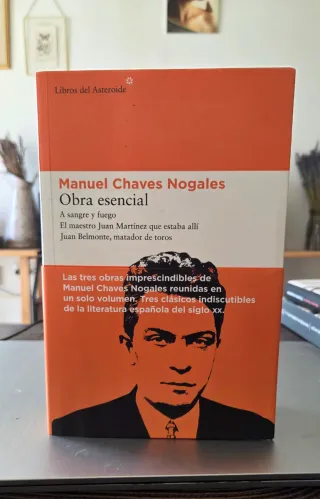 Libros del Asteroide
Manuel Chaves Nogales
Obra esencial
A sangre y fuego
El maestro Juan Martínez que estaba allí
Juan Belmonte, matador de toros
Las tres obras imprescindibles de
Manuel Chaves Nogales reunidas en
un solo volumen. Tres clásicos indiscutibles
de la literatura española del siglo xx.